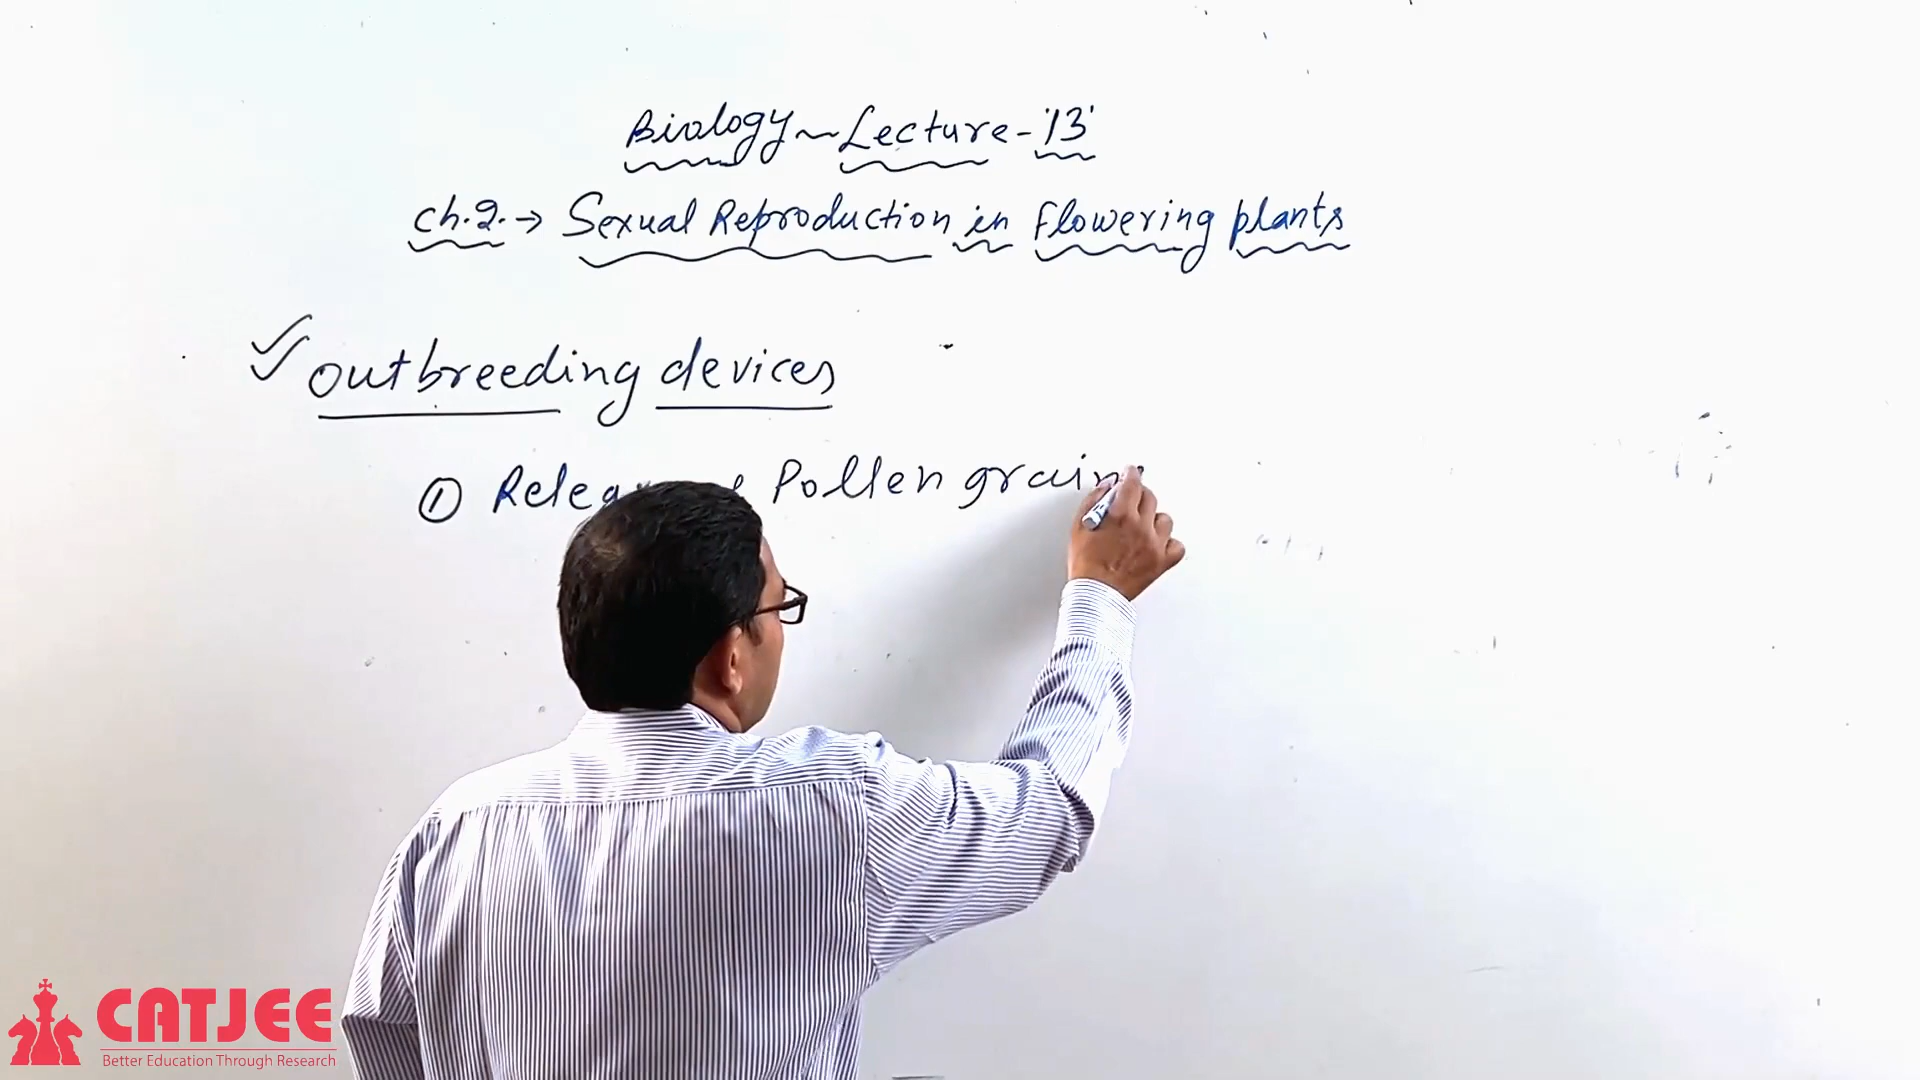 Biology ~ Lecture - '13'
Ch.2. → Sexual Reproduction in Flowering plants
Outbreeding devices
① Pollen grain
CATJEE
Better Education Through Research